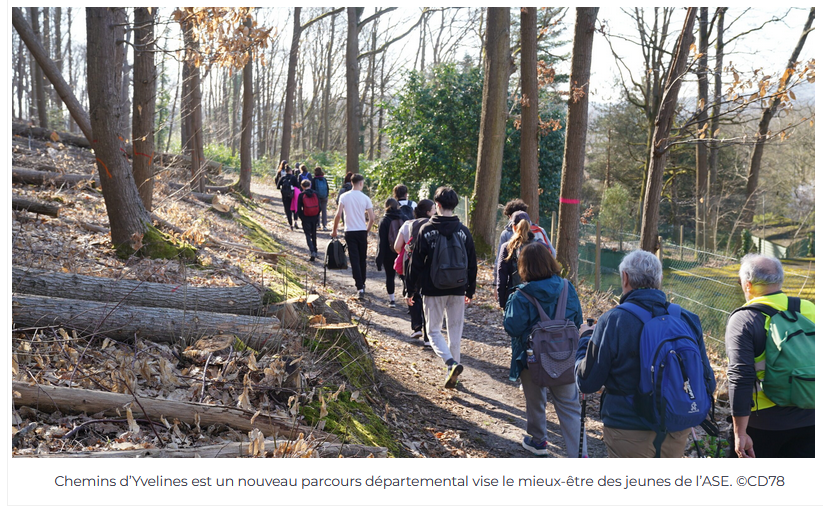 Chemins d’Yvelines est un nouveau parcours départemental vise le mieux-être des jeunes de l’ASE. ©CD78